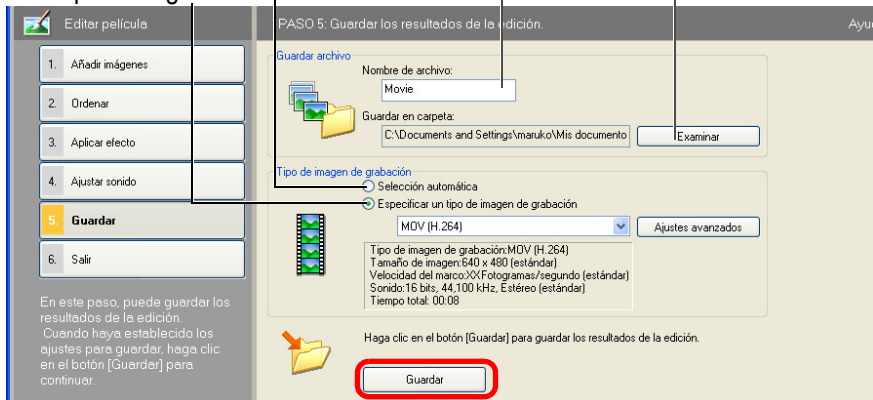 Editar película
PASO 5: Guardar los resultados de la edición.
1. Añadir imágenes
2. Ordenar
3. Aplicar efecto
4. Ajustar sonido
5. Guardar
6. Salir
En este paso, puede guardar los
resultados de la edición.
Cuando haya establecido los
ajustes para guardar, haga clic
en el botón [Guardar] para
continuar.
Guardar archivo
Nombre de archivo:
Movie
Guardar en carpeta:
C:\Documents and Settings\maruko\Mis documento
Examinar
Tipo de imagen de grabación
Selección automática
Especificar un tipo de imagen de grabación
MOV (H.264)
Ajustes avanzados
Tipo de imagen de grabación:MOV (H.264)
Tamaño de imagen:640 x 480 (estándar)
Velocidad del marco:XXFotogramas/segundo (estándar)
Sonido:16 bits, 44,100 kHz, Estéreo (estándar)
Tiempo total: 00:08
Haga clic en el botón [Guardar] para guardar los resultados de la edición.
Guardar